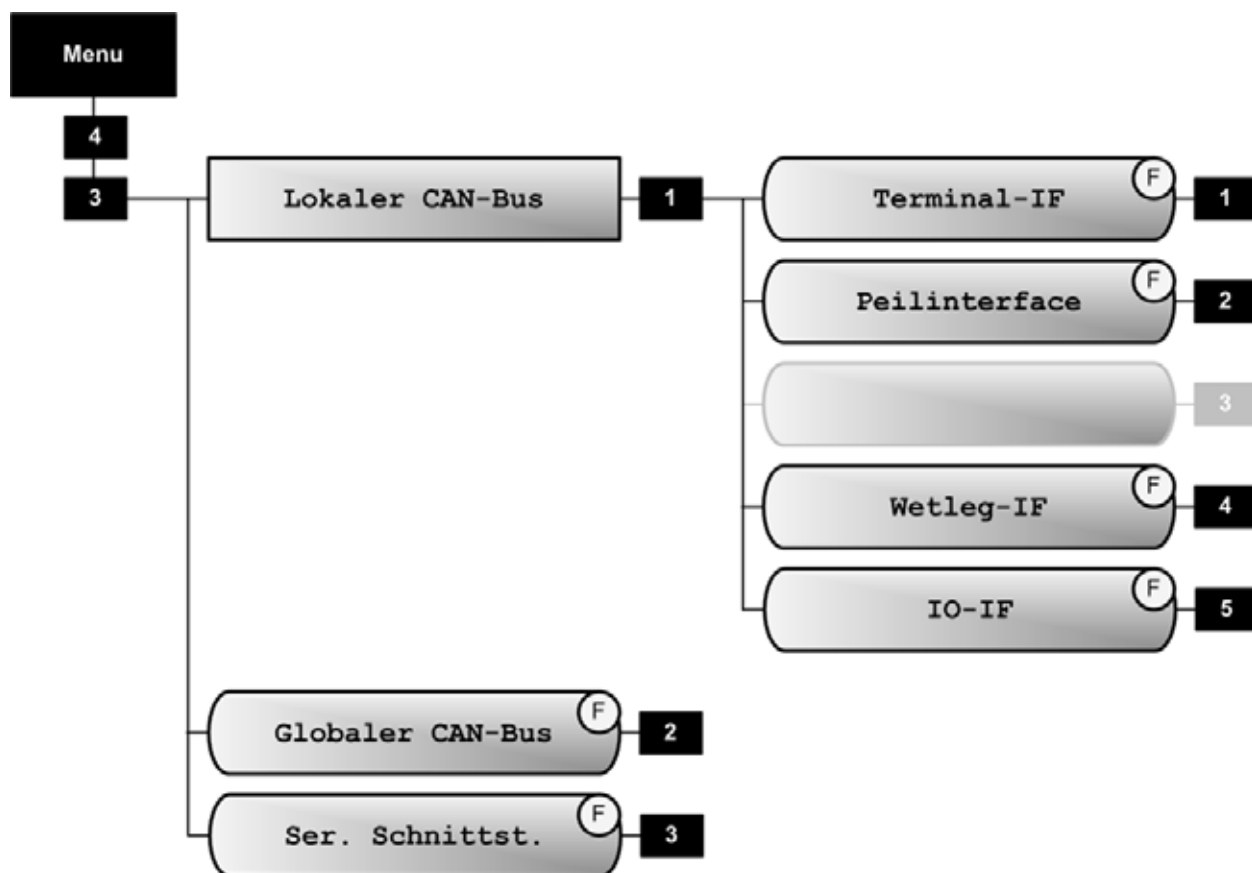 Menu
4
3
Lokaler CAN-Bus
1
Terminal-IF
F
1
Peilinterface
F
2
3
Wetleg-IF
F
4
IO-IF
F
5
Globaler CAN-Bus
F
2
Ser. Schnittst.
F
3